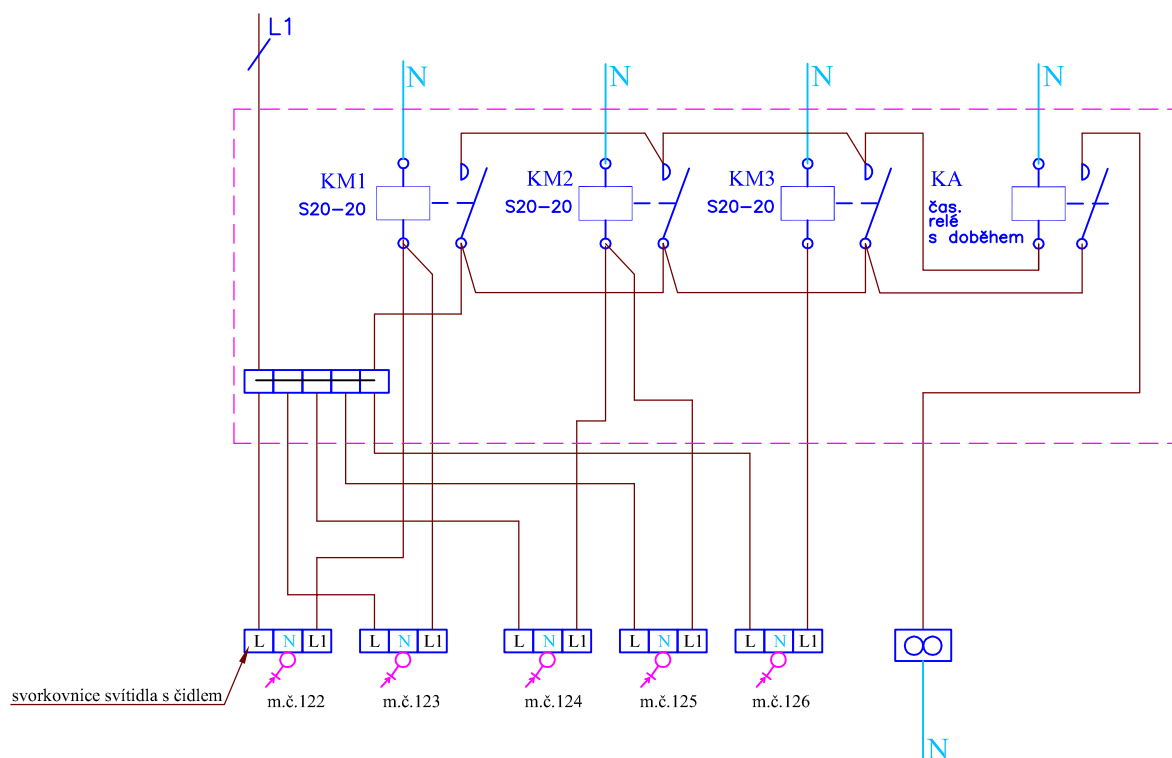 L1
N
N
N
N
KM1
S20-20
KM2
S20-20
KM3
S20-20
KA
čas.
relé
s doběhem
L N L1
L N L1
L N L1
L N L1
L N L1
svorkovnice svítidla s čidlem
m.č.122
m.č.123
m.č.124
m.č.125
m.č.126
N